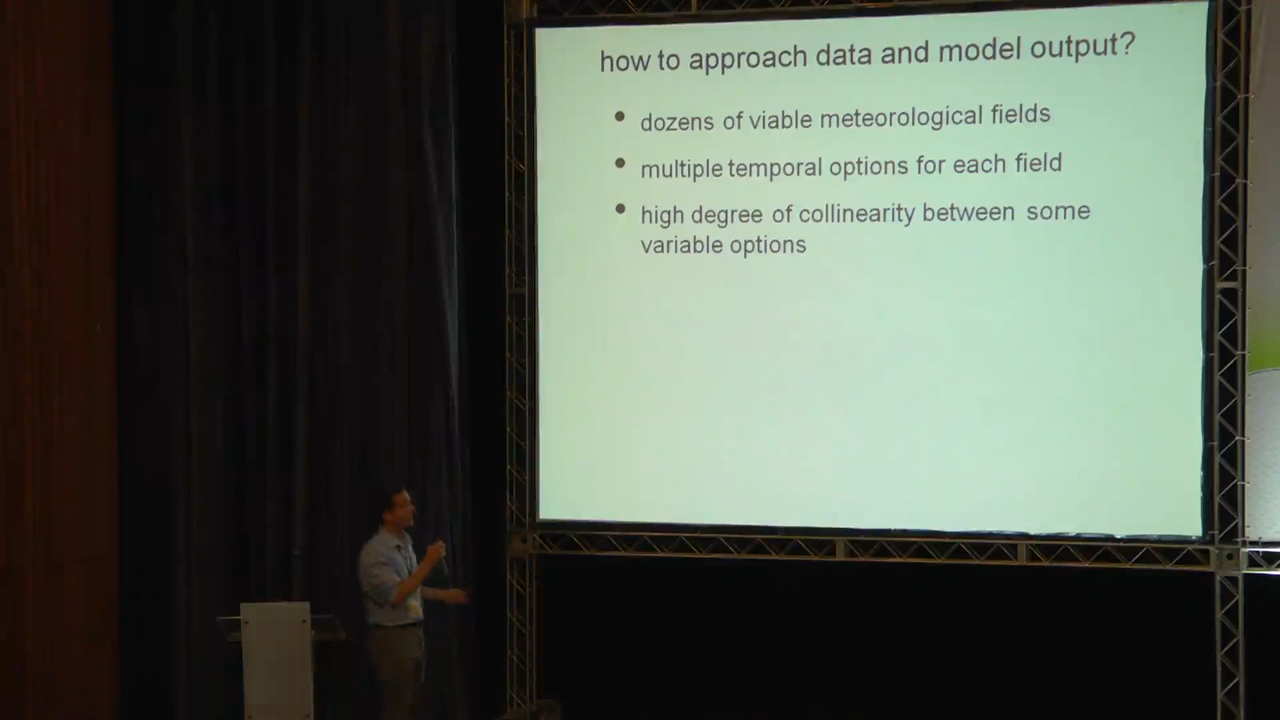 how to approach data and model output?
• dozens of viable meteorological fields
• multiple temporal options for each field
• high degree of collinearity between some
variable options